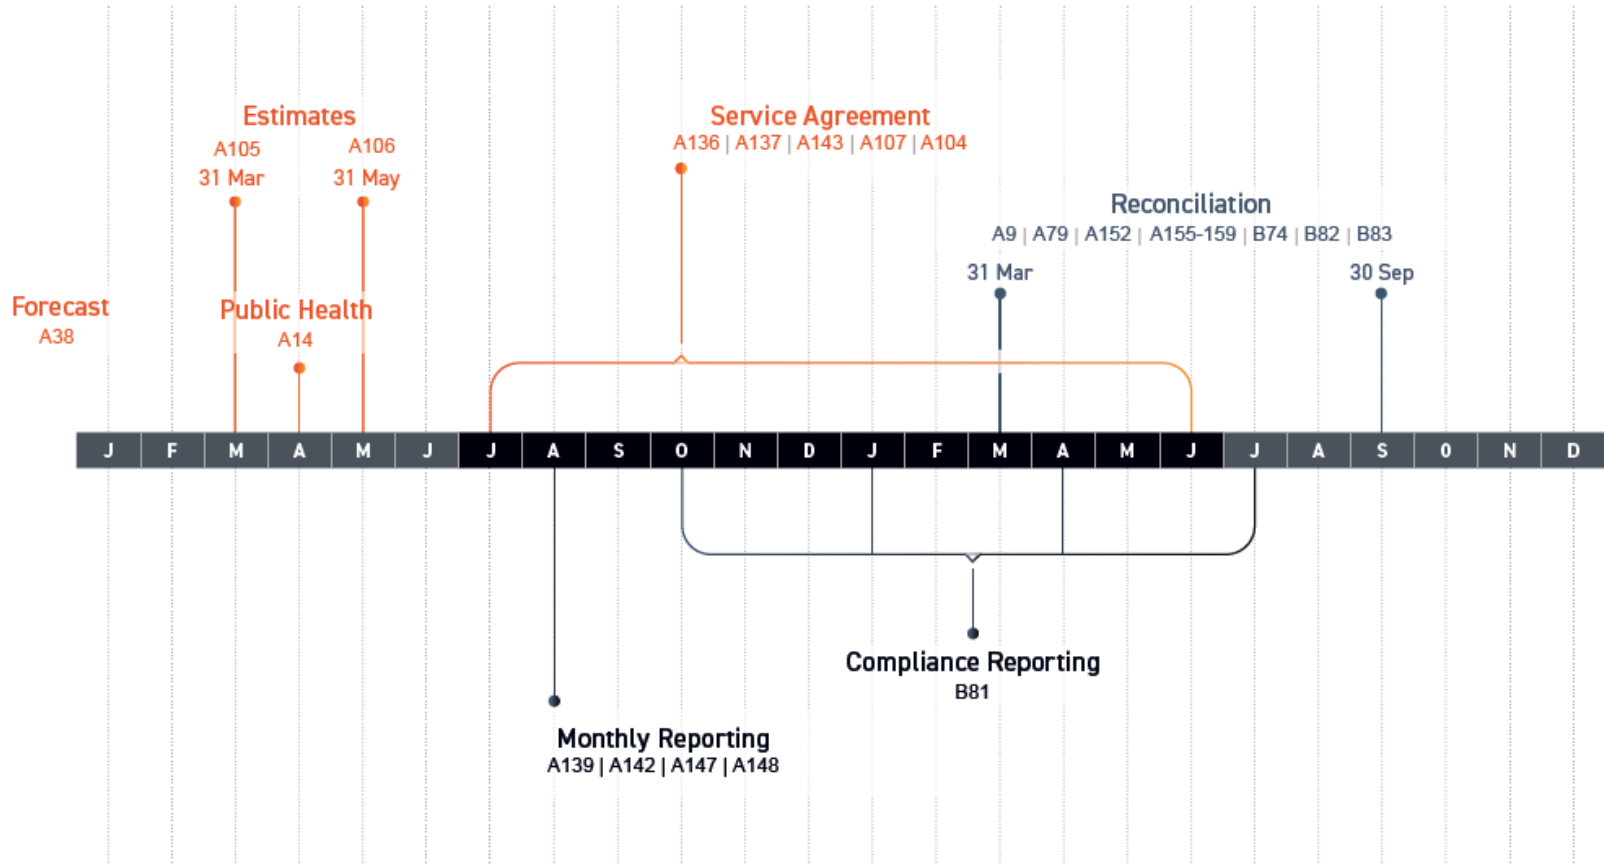 Estimates
A105
31 Mar
A106
31 May
Service Agreement
A136 | A137 | A143 | A107 | A104
Reconciliation
A9 | A79 | A152 | A155-159 | B74 | B82 | B83
31 Mar
30 Sep
Forecast
A38
Public Health
A14
J F M A M J J A S O N D J F M A M J J A S O N D
Compliance Reporting
B81
Monthly Reporting
A139 | A142 | A147 | A148